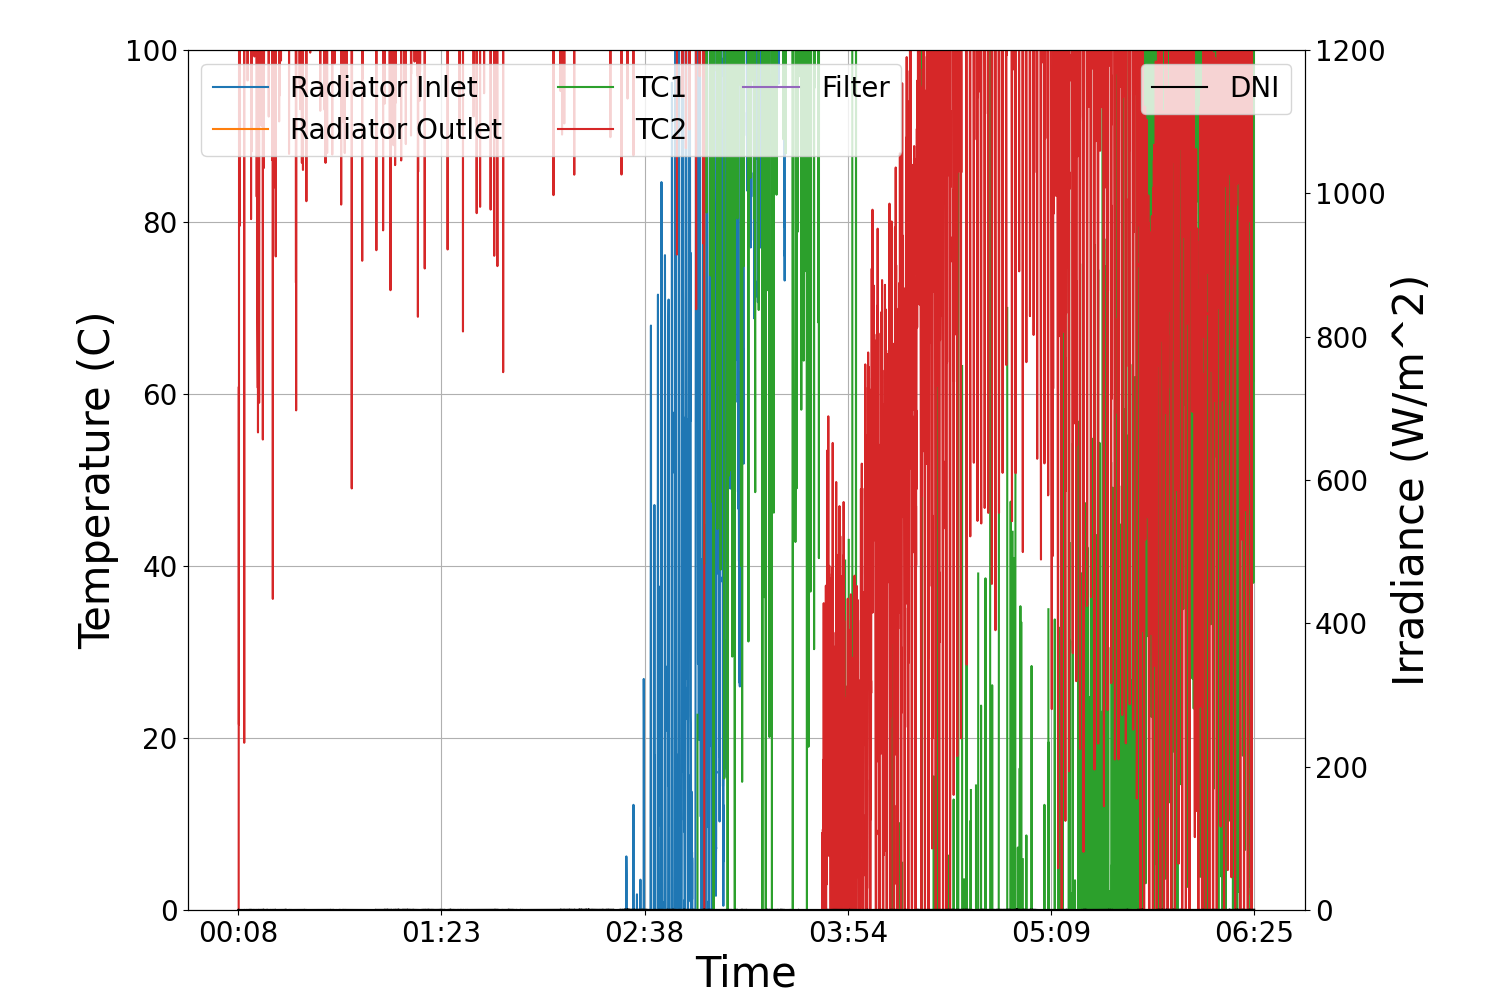 100
80
60
40
20
0
Temperature (C)
Radiator Inlet
Radiator Outlet
TC1
TC2
Filter
DNI
1200
1000
800
600
400
200
0
Irradiance (W/m^2)
00:08
01:23
02:38
03:54
05:09
06:25
Time